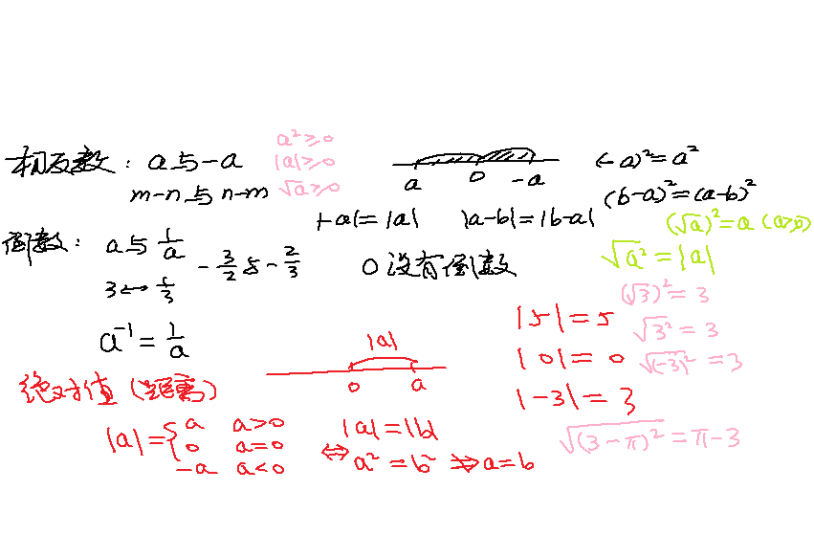 相反数：a与-a
a²≥0
|a|≥0
m-n与n-m
√a≥0
a 0 -a
(-a)²=a²
(b-a)²=(a-b)²
|-a|=|a| |a-b|=|b-a|
(√a)²=a (a≥0)
倒数：a与1/a
-3/2与-2/3
0没有倒数
√a²=|a|
3↔1/3
(√3)²=3
a⁻¹=1/a
|a|
0 a
|5|=5
√3²=3
|0|=0
√(-3)²=3
绝对值（距离）
|-3|=3
|a|={a a>0
0 a=0
-a a<0
|a|=|b|
⇔a²=b² ⇏a=b
√(3-π)²=π-3